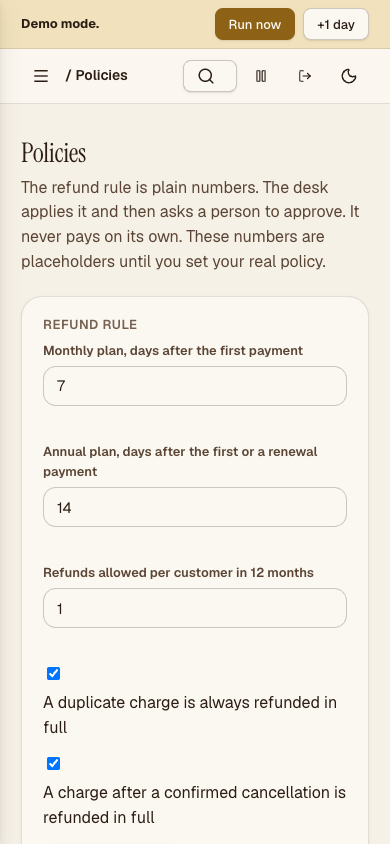 Demo mode.
Run now
+1 day
/ Policies
Policies
The refund rule is plain numbers. The desk
applies it and then asks a person to approve. It
never pays on its own. These numbers are
placeholders until you set your real policy.
REFUND RULE
Monthly plan, days after the first payment
7
Annual plan, days after the first or a renewal
payment
14
Refunds allowed per customer in 12 months
1
A duplicate charge is always refunded in
full
A charge after a confirmed cancellation is
refunded in full